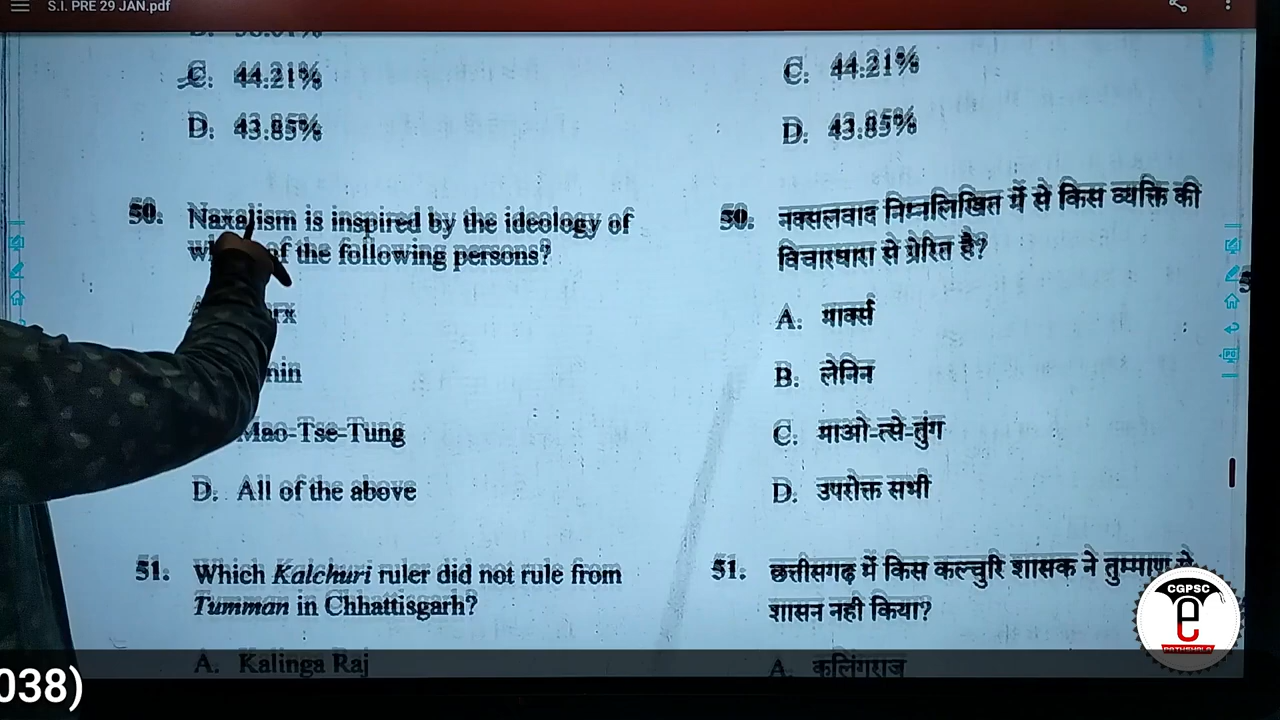 S.I. PRE 29 JAN.pdf
C. 44.21%
D. 43.85%
50. Naxalism is inspired by the ideology of
of the following persons?
Mao-Tse-Tung
D. All of the above
51. Which Kalchuri ruler did not rule from
Tumman in Chhattisgarh?
A. Kalinga Raj
C. 44.21%
D. 43.85%
50. नक्सलवाद निम्नलिखित में से किस व्यक्ति की
विचारधारा से प्रेरित है?
A. मार्क्स
B. लेनिन
C. माओ-त्से-तुंग
D. उपरोक्त सभी
51. छत्तीसगढ़ में किस कल्चुरि शासक ने तुम्माण से
शासन नही किया?
A. कलिंगराज
CGPSC
e
PATHSHALA
038)